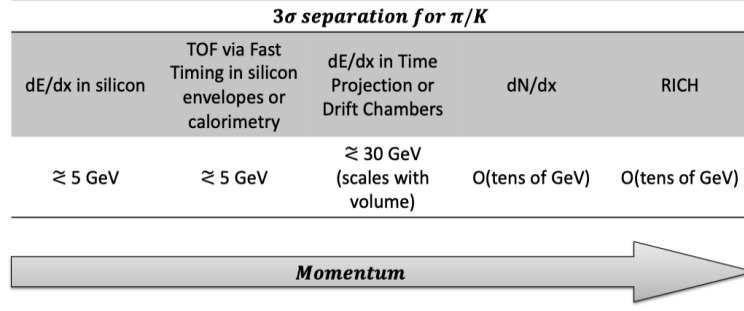 3σ separation for π/K
dE/dx in silicon
TOF via Fast
Timing in silicon
envelopes or
calorimetry
dE/dx in Time
Projection or
Drift Chambers
dN/dx
RICH
≳ 5 GeV
≳ 5 GeV
≳ 30 GeV
(scales with
volume)
O(tens of GeV)
O(tens of GeV)
Momentum